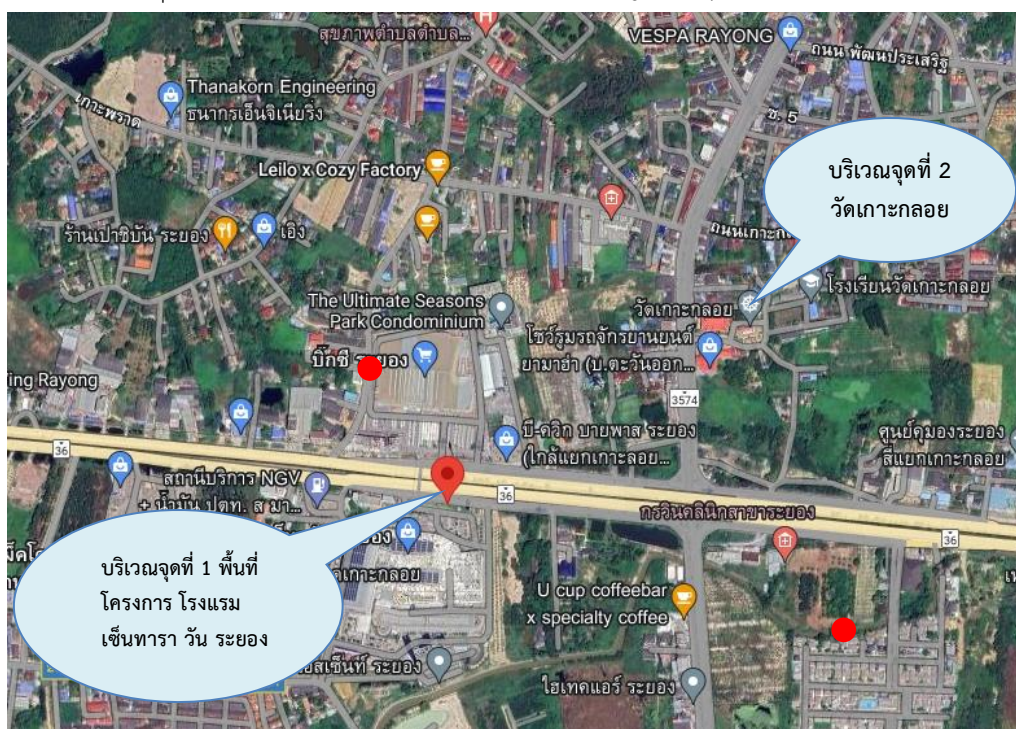 สุขภาพตำบลตำบล...
VESPA RAYONG
ถนน พัฒนประเสริฐ
Thanakorn Engineering
ธนากรเอ็นจิเนียริ่ง
เกาะพราด
ซ. 5
Leilo x Cozy Factory
บริเวณจุดที่ 2
วัดเกาะกลอย
ร้านเปาซิบัน ระยอง
เฮิง
โรงเรียนวัดเกาะกลอย
The Ultimate Seasons
Park Condominium
วัดเกาะกลอย
โชว์รูมรถจักรยานยนต์
ยามาฮ่า (บ.ตะวันออก...
บิ๊กซี ระยอง
ing Rayong
3574
บี-ควิก บายพาส ระยอง
(ใกล้แยกเกาะลอย...
ศูนย์คุมองระยอง
สี่แยกเกาะกลอย
36
สถานีบริการ NGV
+ น้ำมัน ปตท. ส มา...
36
กรวินคลินิกสาขาระยอง
36
บริเวณจุดที่ 1 พื้นที่
โครงการ โรงแรม
เซ็นทารา วัน ระยอง
U cup coffeebar
x specialty coffee
ไฮเทคแอร์ ระยอง